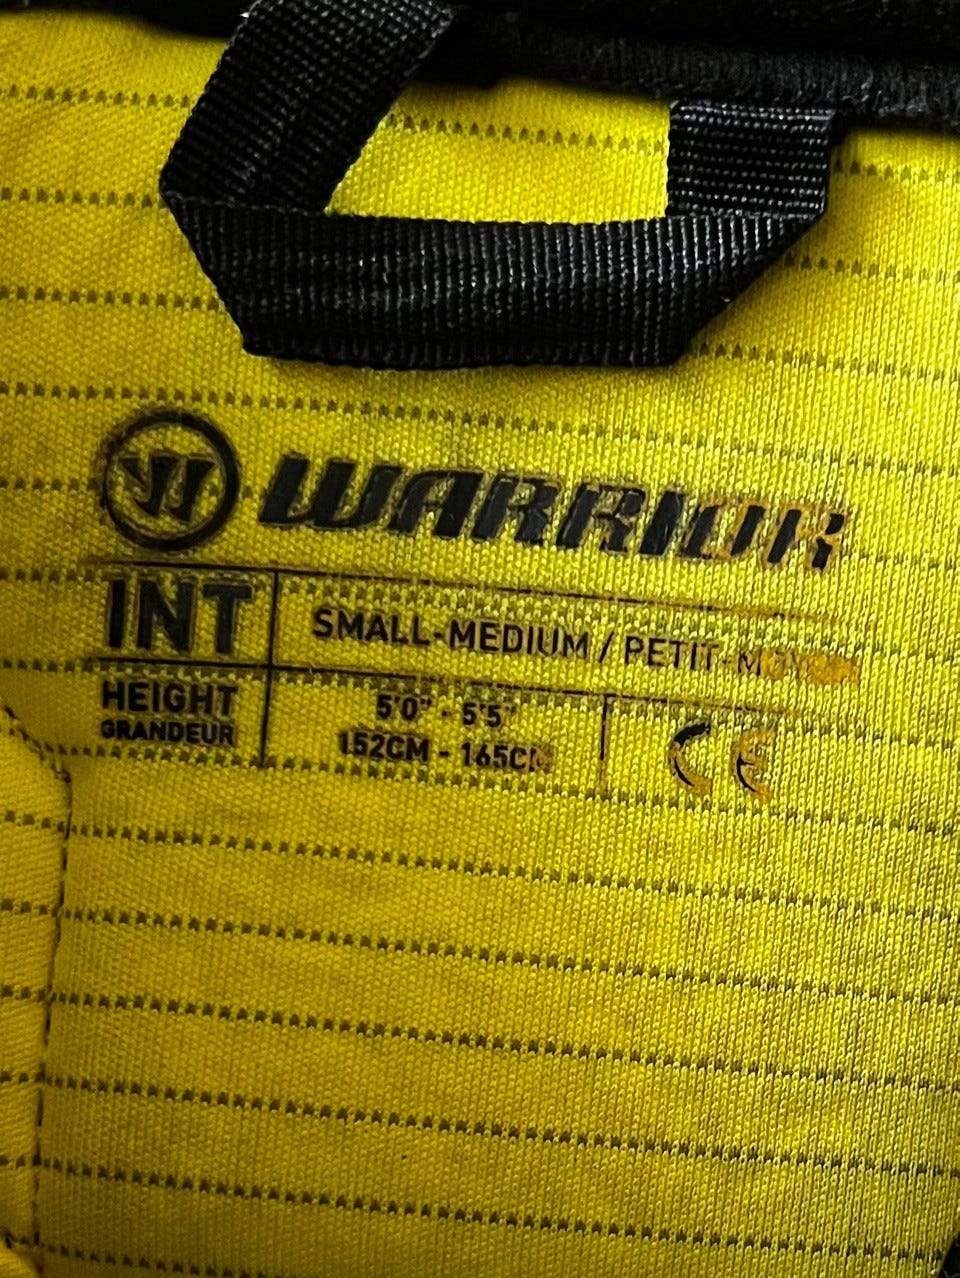 WARRIOR
INT
SMALL-MEDIUM / PETIT-MOYEN
HEIGHT
GRANDEUR
5'0" - 5'5"
152CM - 165CM
CE